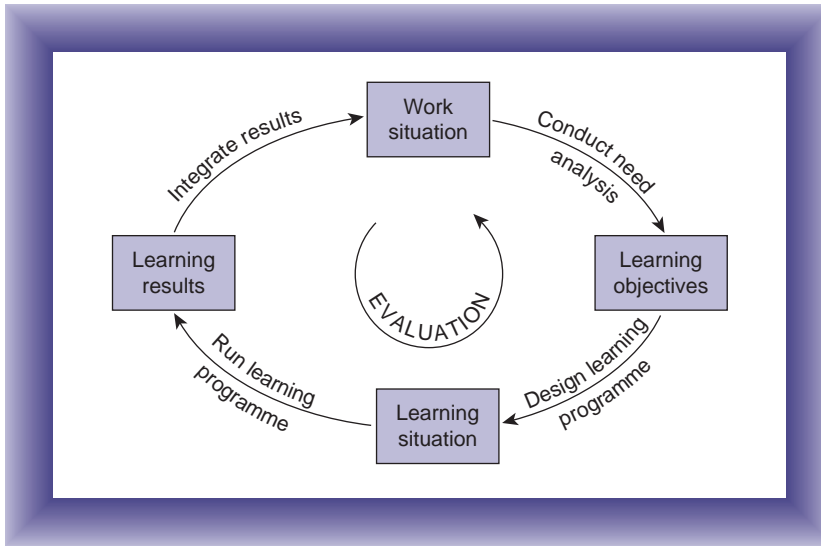 Work
situation
Conduct need
analysis
Learning
objectives
Design learning
programme
Learning
situation
Run learning
programme
Learning
results
Integrate results
EVALUATION